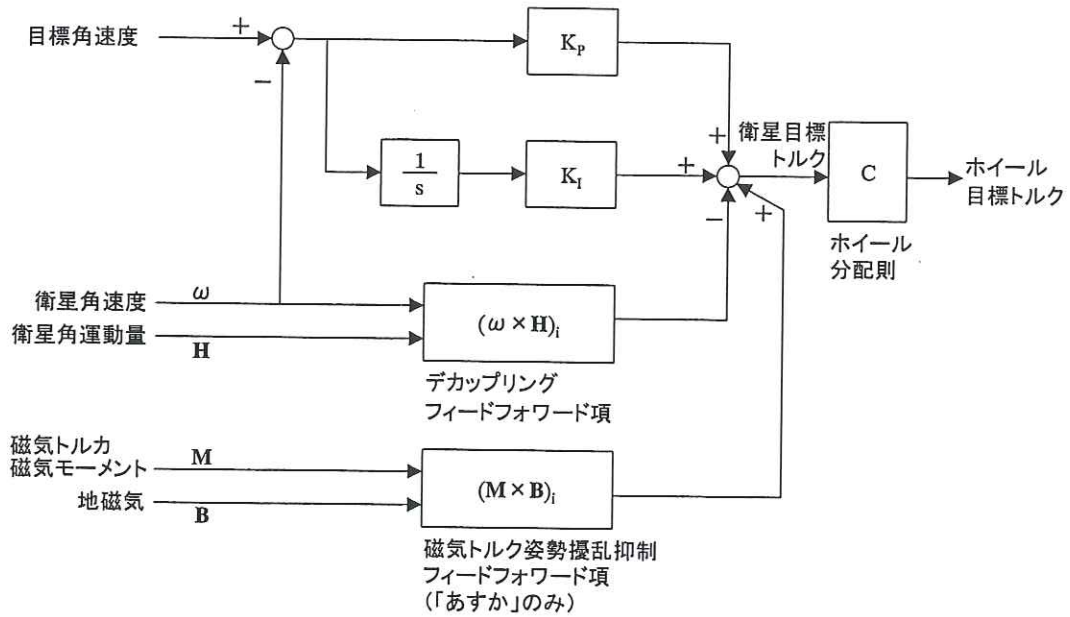 目標角速度
+
−
K_P
1
s
K_I
+
+
−
+
衛星目標
トルク
C
ホイール
目標トルク
ホイール
分配則
衛星角速度
ω
衛星角運動量
H
(ω × H)_i
デカップリング
フィードフォワード項
磁気トルカ
磁気モーメント
M
地磁気
B
(M × B)_i
磁気トルク姿勢擾乱抑制
フィードフォワード項
(「あすか」のみ)